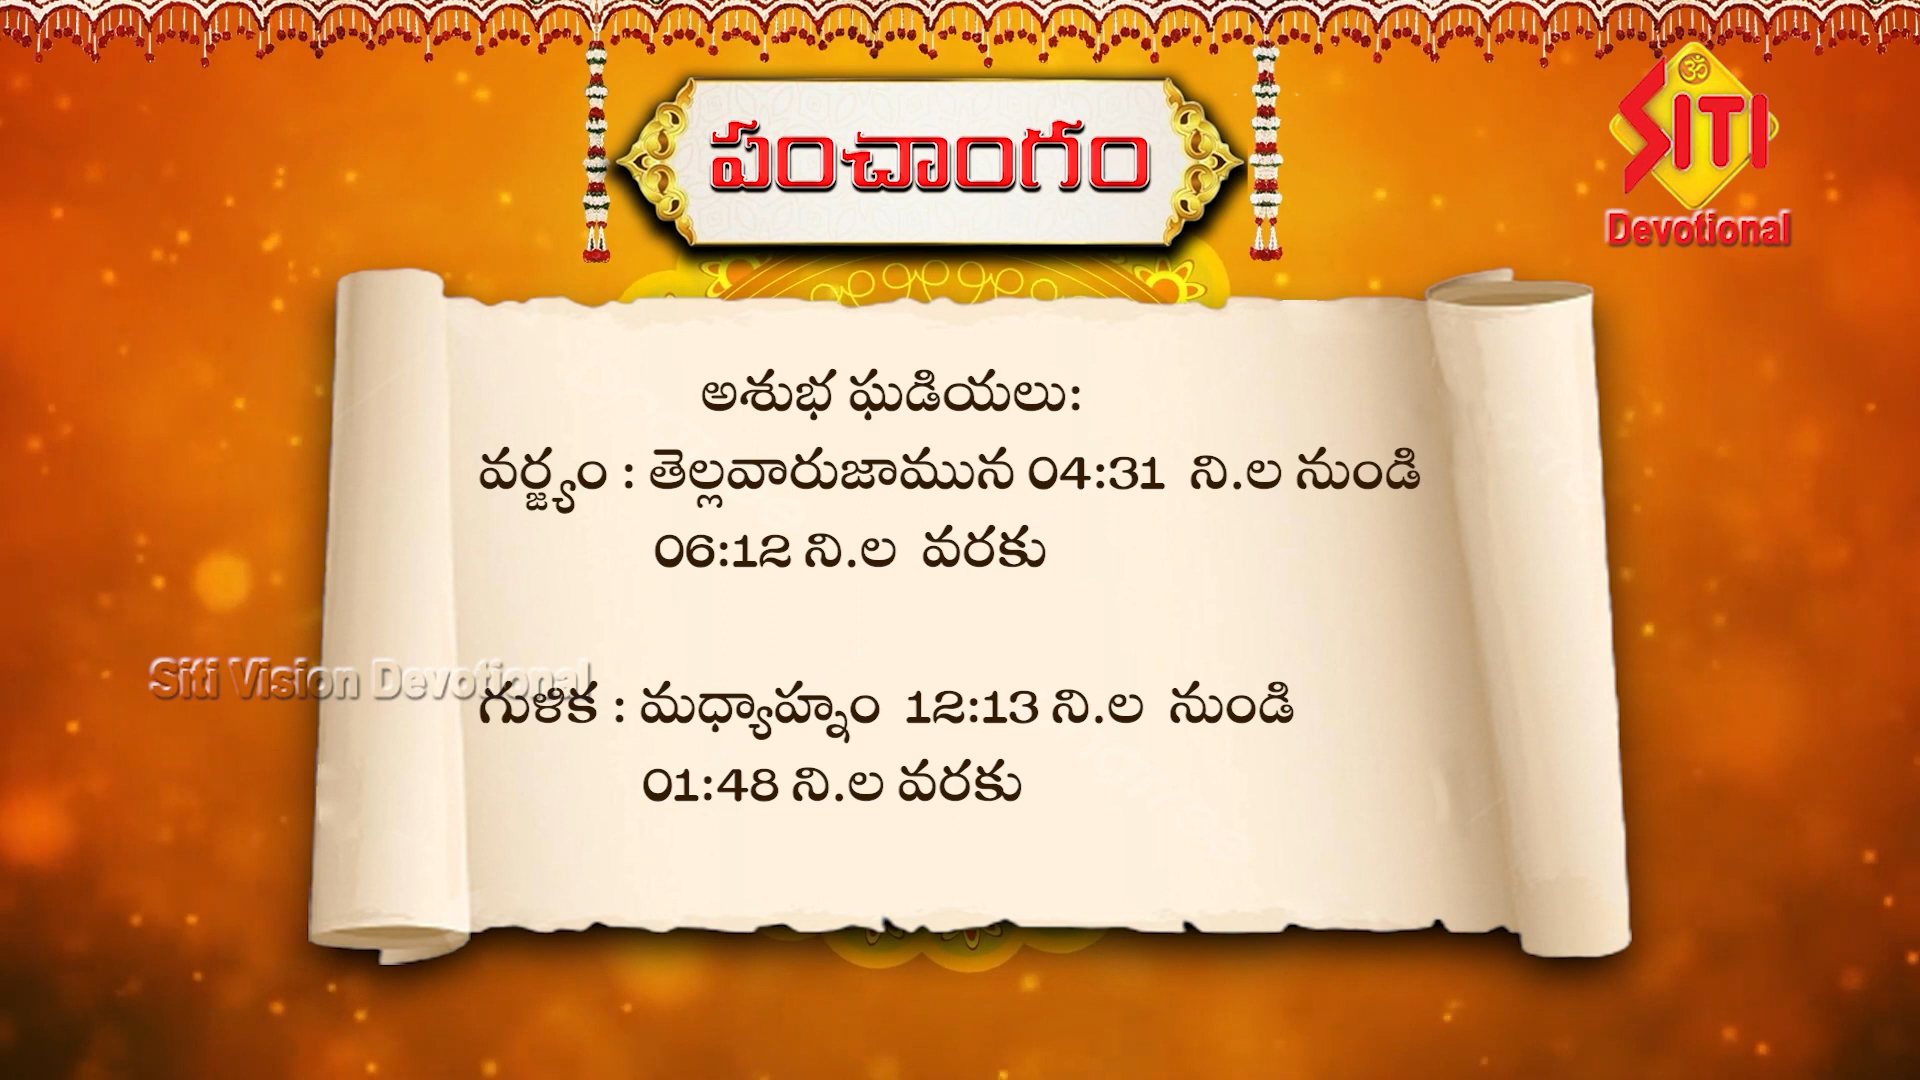 పంచాంగం
ॐ
SITI
Devotional
అశుభ ఘడియలు:
వర్జ్యం : తెల్లవారుజామున 04:31 ని.ల నుండి
06:12 ని.ల వరకు
Siti Vision Devotional
గుళిక : మధ్యాహ్నం 12:13 ని.ల నుండి
01:48 ని.ల వరకు